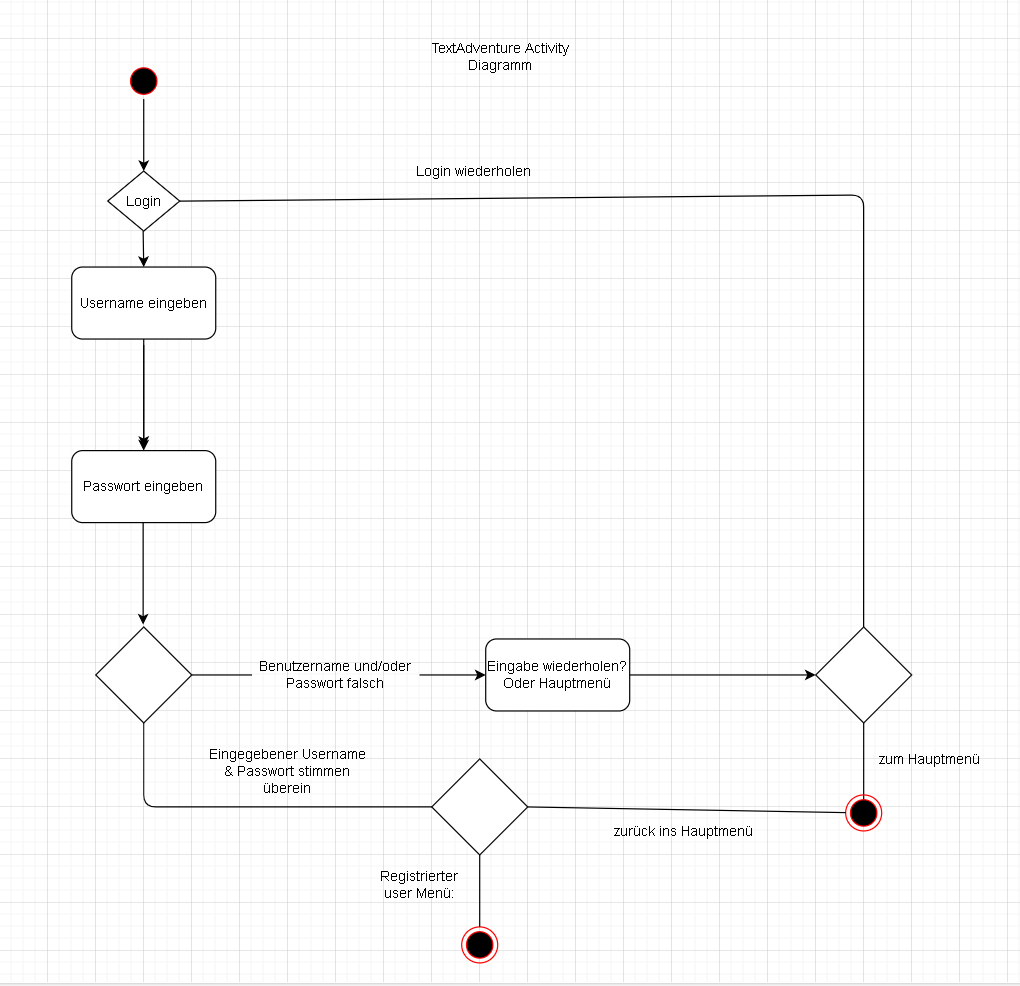 TextAdventure Activity
Diagramm
Login wiederholen
Login
Username eingeben
Passwort eingeben
Benutzername und/oder
Passwort falsch
Eingabe wiederholen?
Oder Hauptmenü
Eingegebener Username
& Passwort stimmen
überein
zum Hauptmenü
zurück ins Hauptmenü
Registrierter
user Menü: